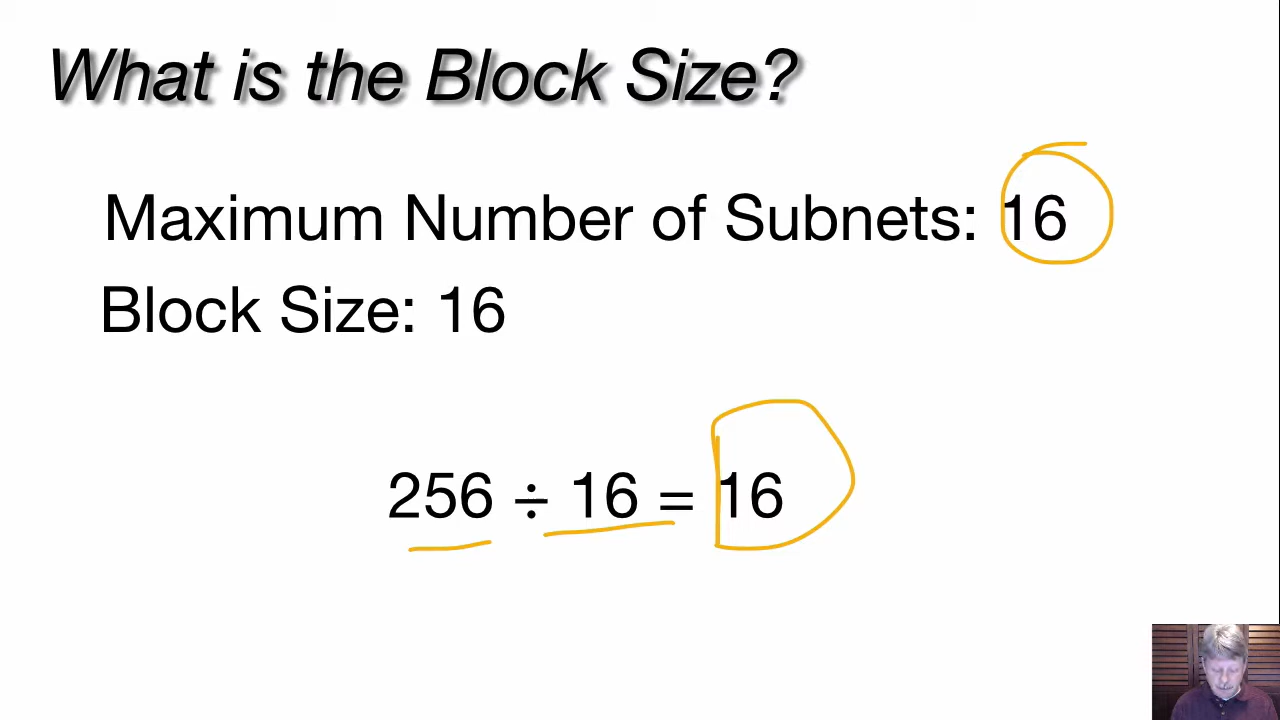 What is the Block Size?
Maximum Number of Subnets: 16
Block Size: 16
256 ÷ 16 = 16